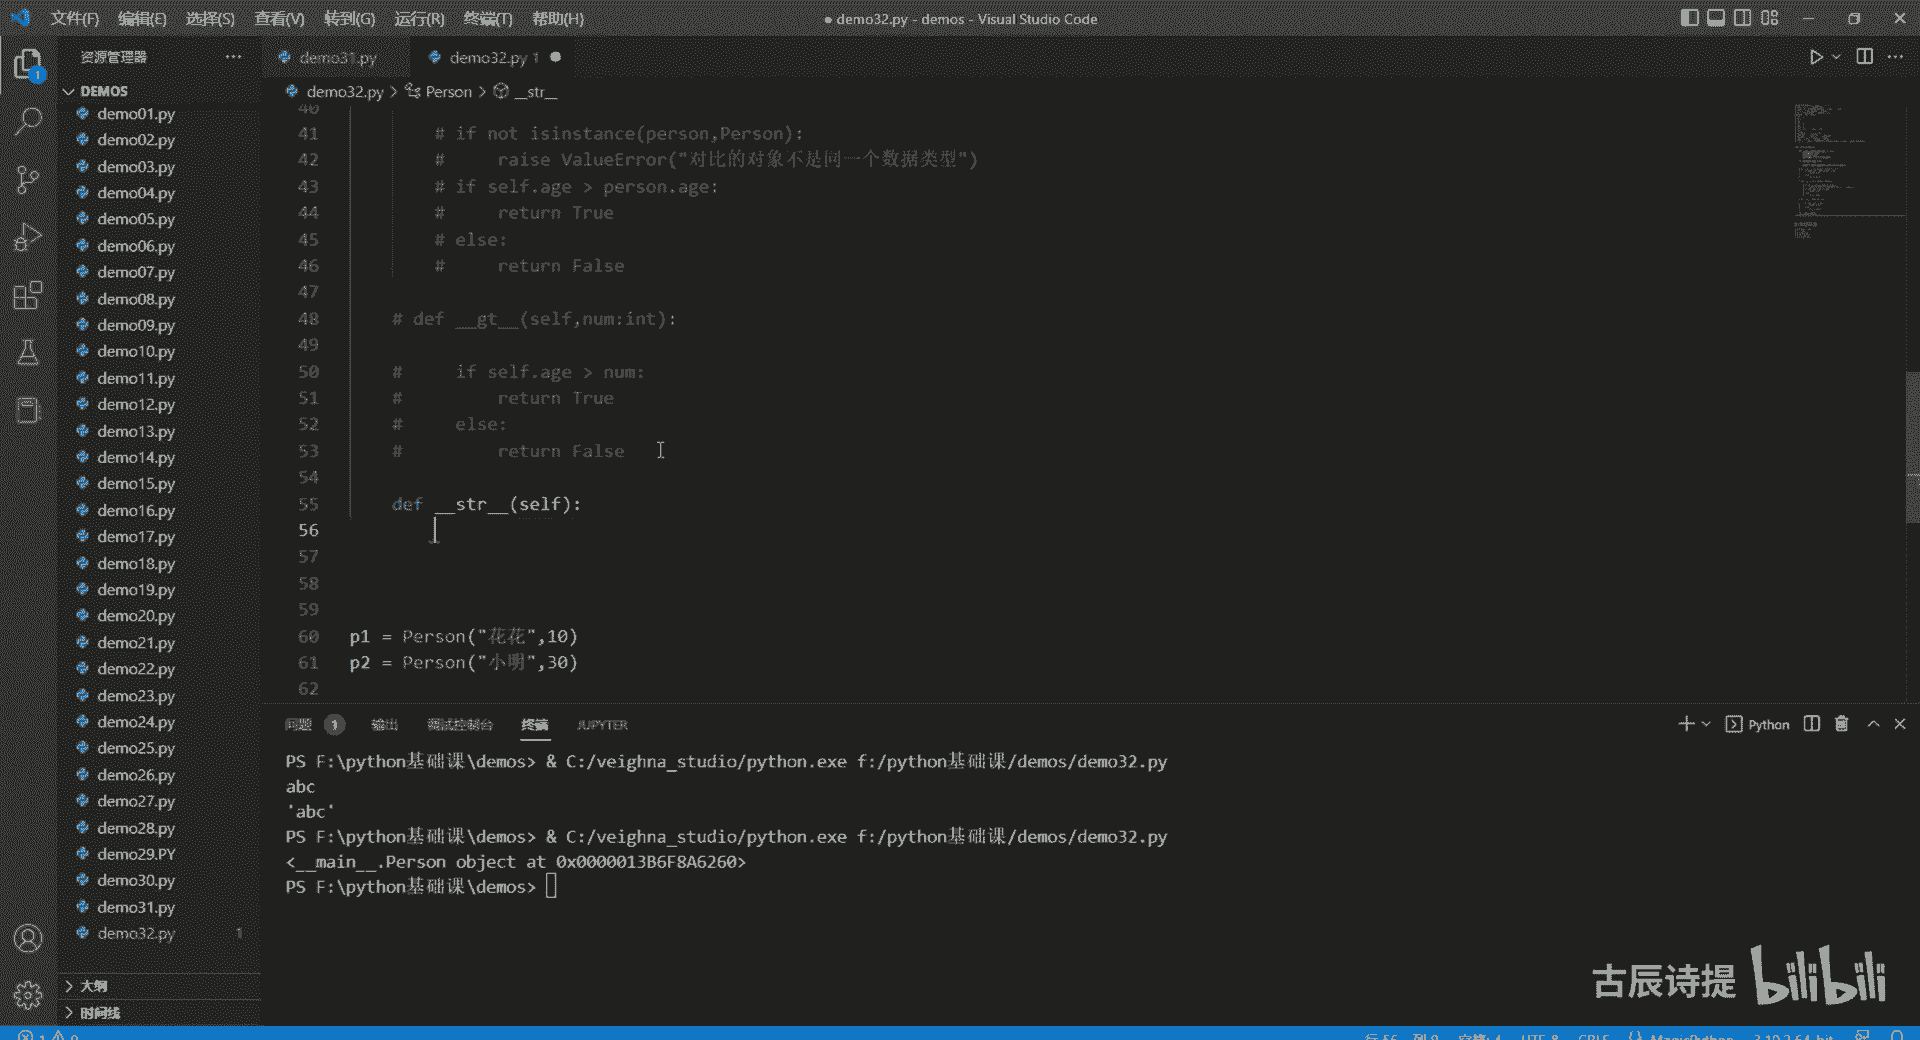 文件(F) 编辑(E) 选择(S) 查看(V) 转到(G) 运行(R) 终端(T) 帮助(H)
● demo32.py - demos - Visual Studio Code
资源管理器 ···
demo31.py
demo32.py 1 ●
DEMOS
demo32.py > Person > __str__
demo01.py
demo02.py
demo03.py
demo04.py
demo05.py
demo06.py
demo07.py
demo08.py
demo09.py
demo10.py
demo11.py
demo12.py
demo13.py
demo14.py
demo15.py
demo16.py
demo17.py
demo18.py
demo19.py
demo20.py
demo21.py
demo22.py
demo23.py
demo24.py
demo25.py
demo26.py
demo27.py
demo28.py
demo29.PY
demo30.py
demo31.py
demo32.py 1
大纲
时间线
1
40
41 # if not isinstance(person,Person):
42 #     raise ValueError("对比的对象不是同一个数据类型")
43 # if self.age > person.age:
44 #     return True
45 # else:
46 #     return False
47
48 # def __gt__(self,num:int):
49
50 #     if self.age > num:
51 #         return True
52 #     else:
53 #         return False
54
55 def __str__(self):
56
57
58
59
60 p1 = Person("花花",10)
61 p2 = Person("小明",30)
62
问题 1 输出 调试控制台 终端 JUPYTER
Python
PS F:\python基础课\demos> & C:/veighna_studio/python.exe f:/python基础课/demos/demo32.py
abc
'abc'
PS F:\python基础课\demos> & C:/veighna_studio/python.exe f:/python基础课/demos/demo32.py
<__main__.Person object at 0x0000013B6F8A6260>
PS F:\python基础课\demos>
古辰诗提 bilibili